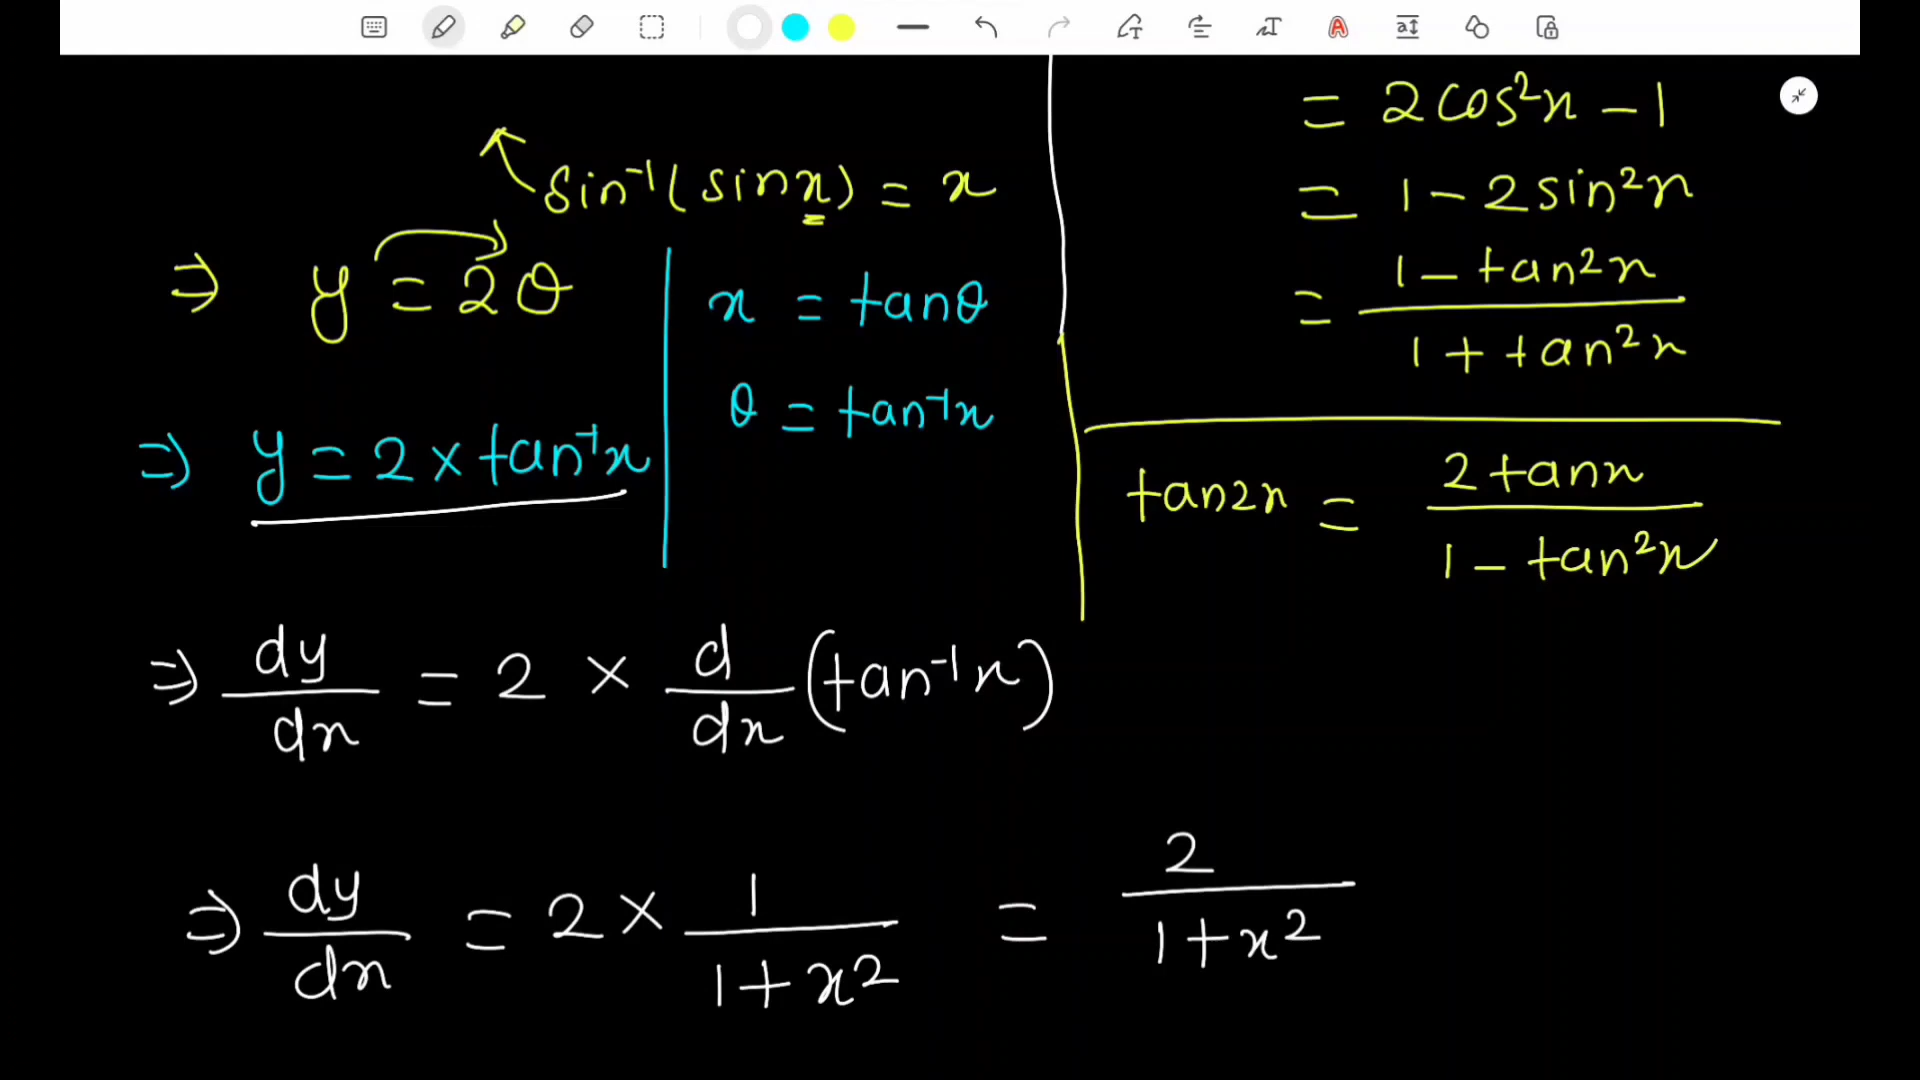 sin⁻¹(sinx) = x
⇒ y = 2θ
x = tanθ
θ = tan⁻¹x
⇒ y = 2 × tan⁻¹x
⇒ dy/dx = 2 × d/dx (tan⁻¹x)
⇒ dy/dx = 2 × 1/(1+x²) = 2/(1+x²)
= 2cos²x − 1
= 1 − 2sin²x
= (1 − tan²x)/(1 + tan²x)
tan2x = (2tanx)/(1 − tan²x)